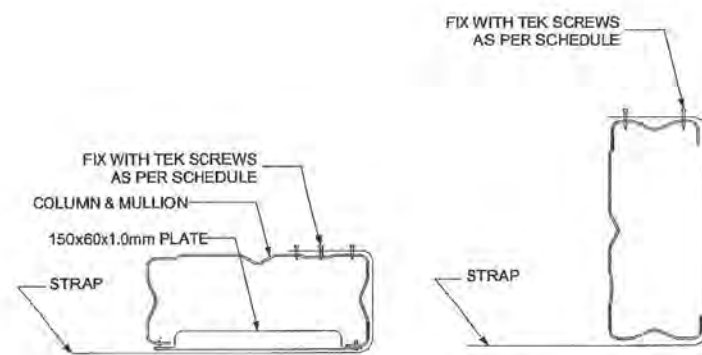 FIX WITH TEK SCREWS
AS PER SCHEDULE
FIX WITH TEK SCREWS
AS PER SCHEDULE
COLUMN & MULLION
150x60x1.0mm PLATE
STRAP
STRAP